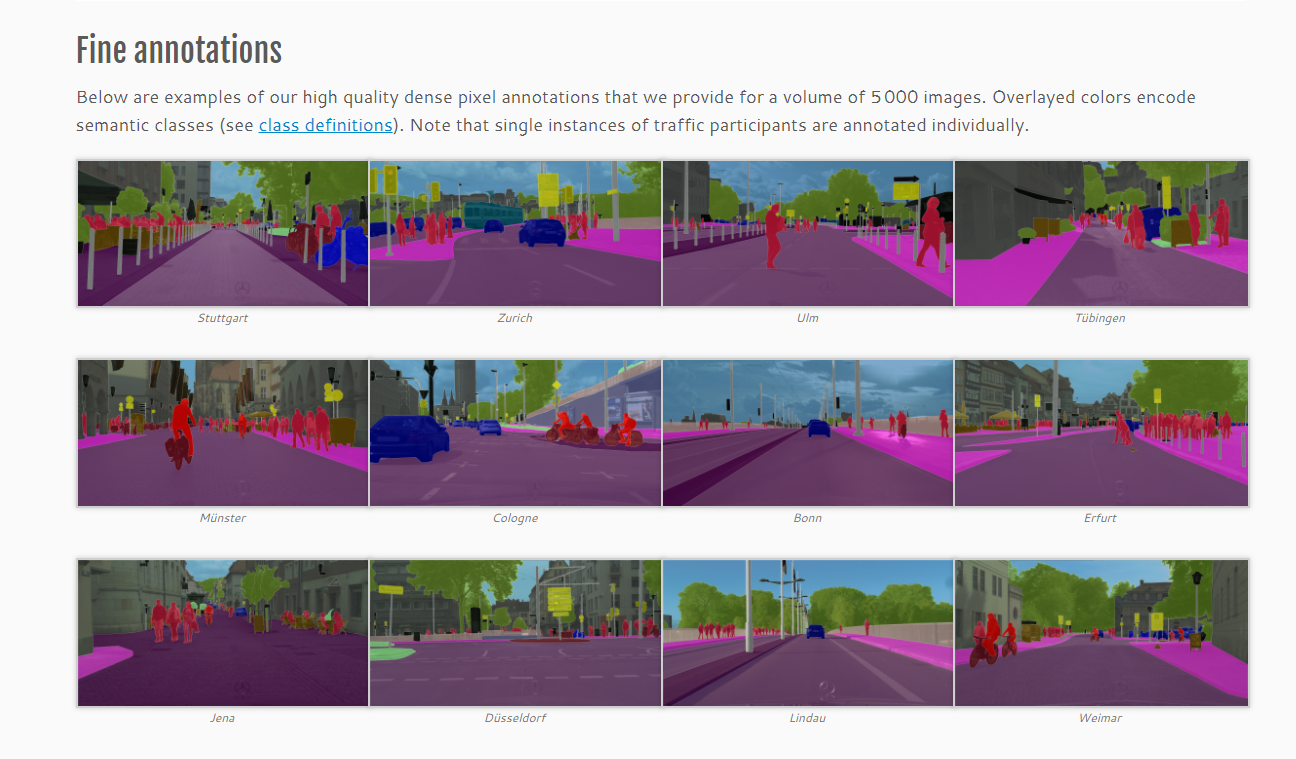 Fine annotations
Below are examples of our high quality dense pixel annotations that we provide for a volume of 5 000 images. Overlayed colors encode
semantic classes (see class definitions). Note that single instances of traffic participants are annotated individually.
Stuttgart
Zurich
Ulm
Tübingen
Münster
Cologne
Bonn
Erfurt
Jena
Düsseldorf
Lindau
Weimar